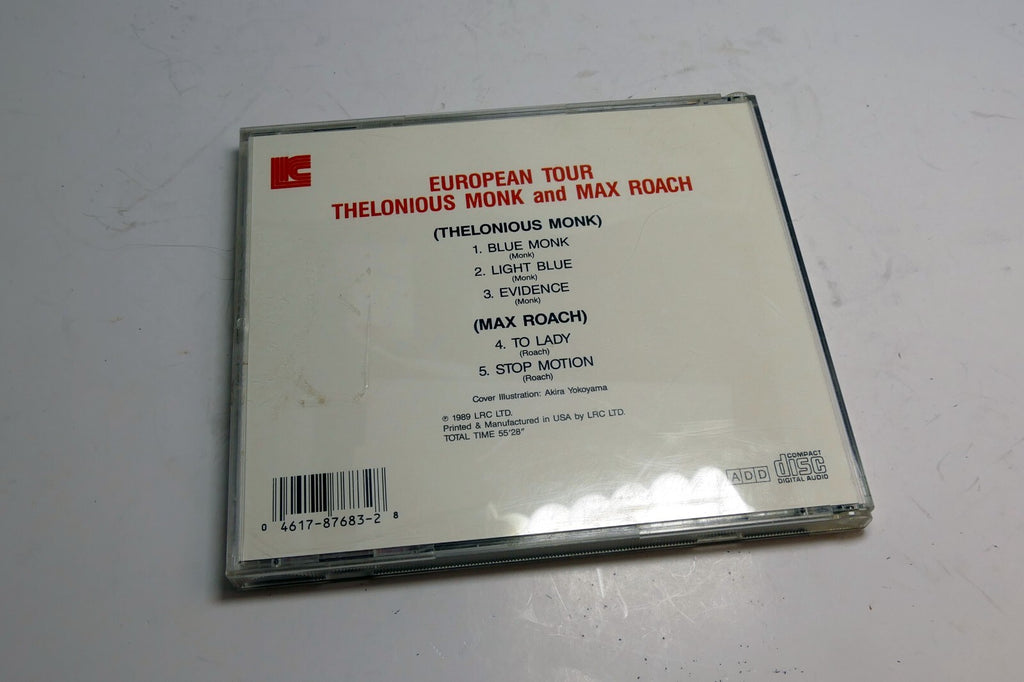 LRC
EUROPEAN TOUR
THELONIOUS MONK and MAX ROACH
(THELONIOUS MONK)
1. BLUE MONK
(Monk)
2. LIGHT BLUE
(Monk)
3. EVIDENCE
(Monk)
(MAX ROACH)
4. TO LADY
(Roach)
5. STOP MOTION
(Roach)
Cover Illustration: Akira Yokoyama
℗ 1989 LRC LTD.
Printed & Manufactured in USA by LRC LTD.
TOTAL TIME 55'28"
0 4617-87683-2 8
ADD
COMPACT
disc
DIGITAL AUDIO